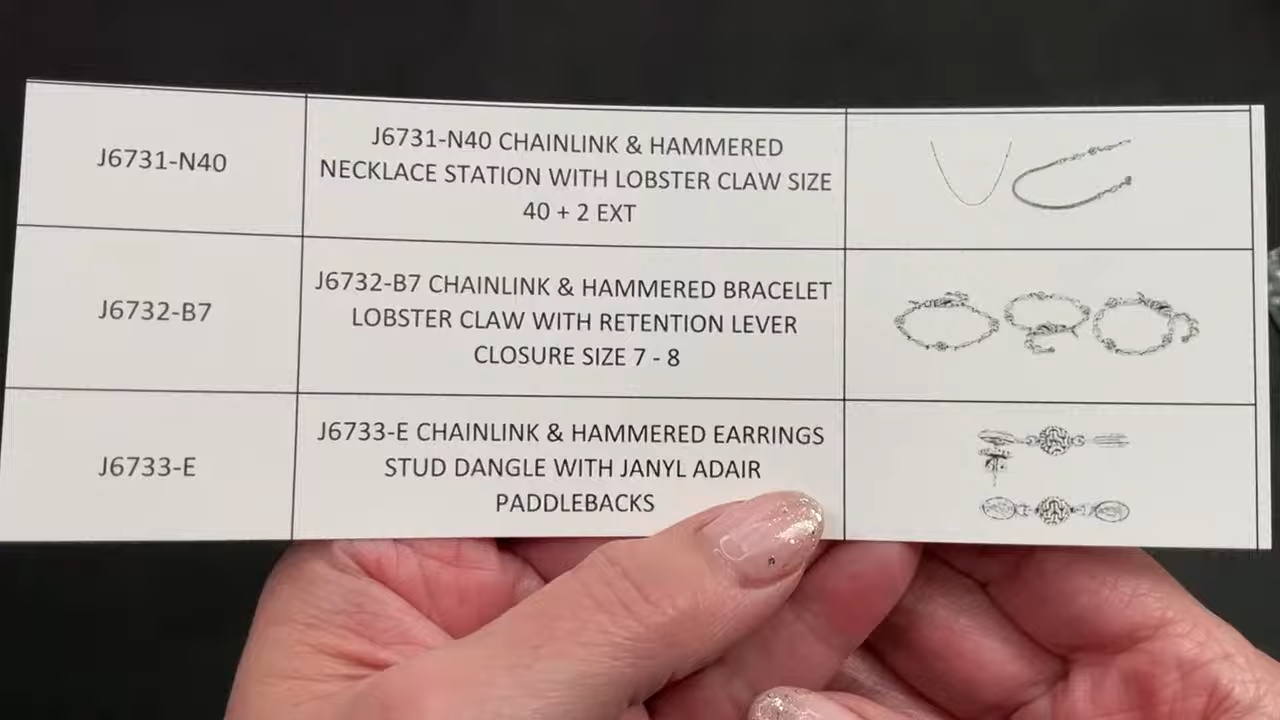 J6731-N40
J6731-N40 CHAINLINK & HAMMERED
NECKLACE STATION WITH LOBSTER CLAW SIZE
40 + 2 EXT
J6732-B7
J6732-B7 CHAINLINK & HAMMERED BRACELET
LOBSTER CLAW WITH RETENTION LEVER
CLOSURE SIZE 7 - 8
J6733-E
J6733-E CHAINLINK & HAMMERED EARRINGS
STUD DANGLE WITH JANYL ADAIR
PADDLEBACKS